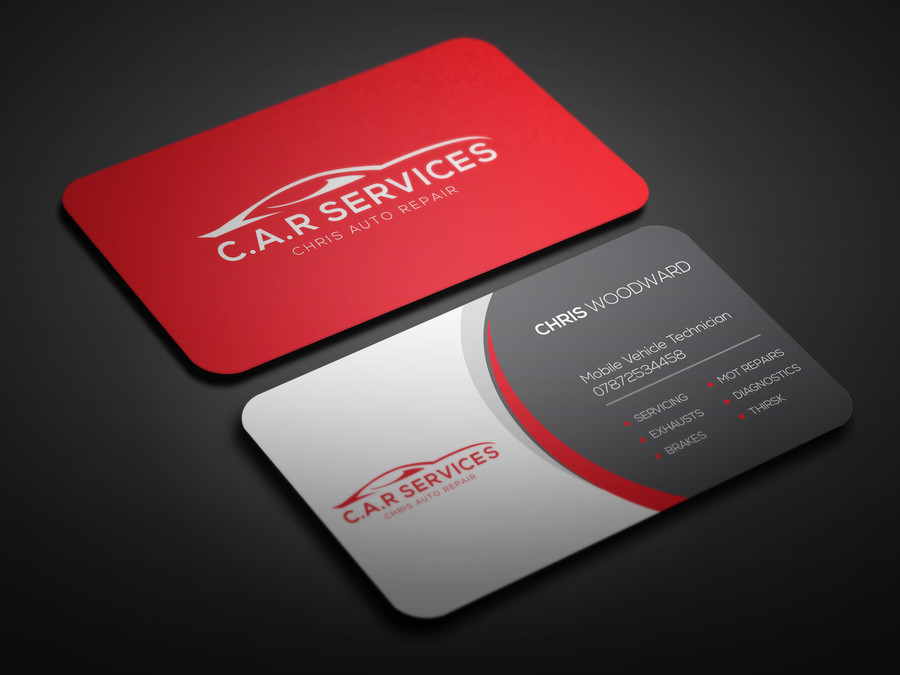 C.A.R SERVICES
CHRIS AUTO REPAIR
CHRIS WOODWARD
Mobile Vehicle Technician
07872534458
SERVICING
EXHAUSTS
BRAKES
MOT REPAIRS
DIAGNOSTICS
THIRSK
C.A.R SERVICES
CHRIS AUTO REPAIR